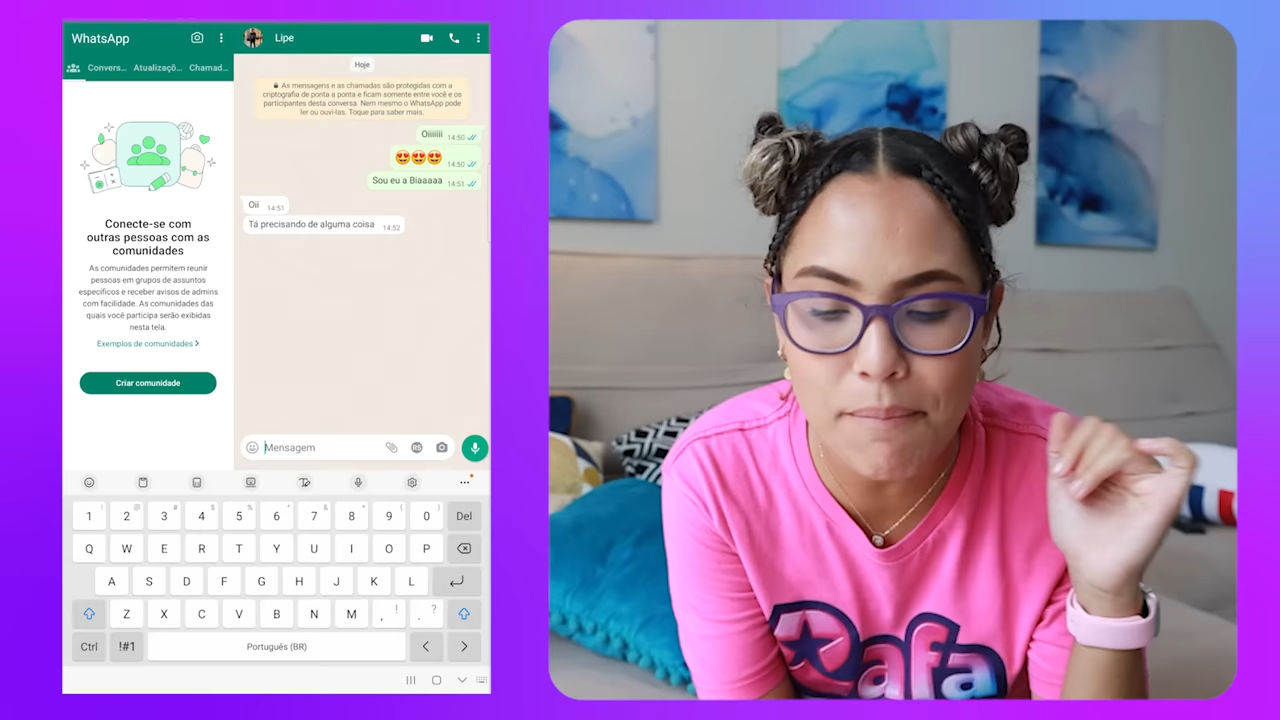 WhatsApp
Lipe
Convers... Atualizaçõ... Chamad...
Hoje
As mensagens e as chamadas são protegidas com a
criptografia de ponta a ponta e ficam somente entre você e os
participantes desta conversa. Nem mesmo o WhatsApp pode
ler ou ouvi-las. Toque para saber mais.
Oiiiiiii 14:50
😍😍😍 14:50
Sou eu a Biaaaaa 14:51
Oii 14:51
Tá precisando de alguma coisa 14:52
Conecte-se com
outras pessoas com as
comunidades
As comunidades permitem reunir
pessoas em grupos de assuntos
específicos e receber avisos de admins
com facilidade. As comunidades das
quais você participa serão exibidas
nesta tela.
Exemplos de comunidades >
Criar comunidade
Mensagem
1 2 3 4 5 6 7 8 9 0 Del
Q W E R T Y U I O P
A S D F G H J K L
Z X C V B N M , ! . ?
Ctrl !#1 Português (BR) < >
Rafa